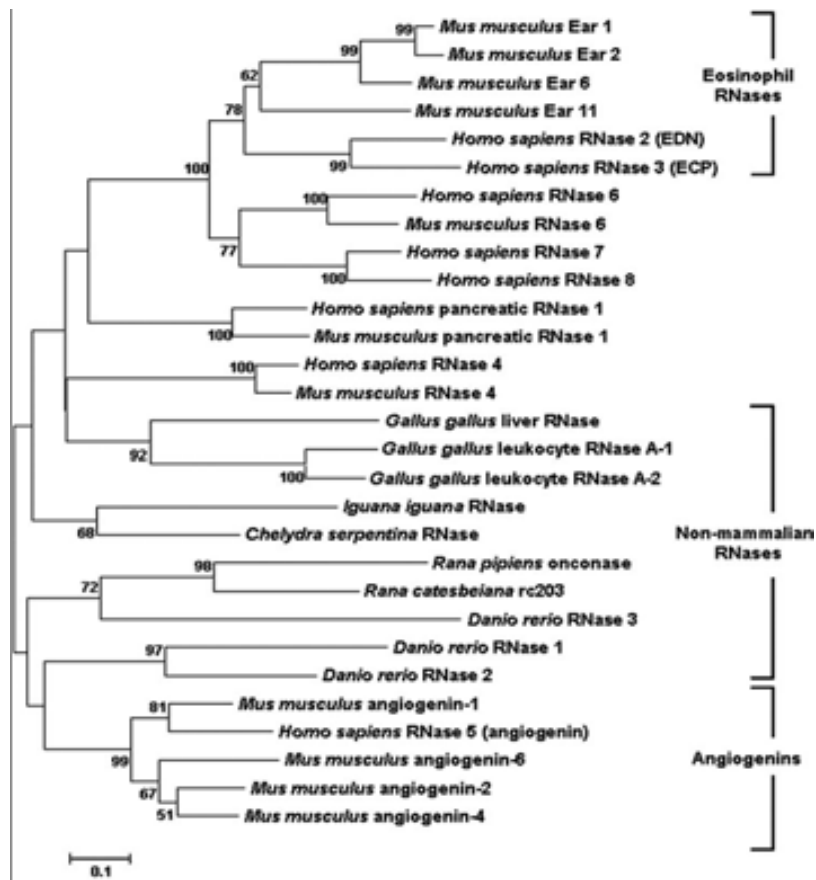 99
Mus musculus Ear 1
99
Mus musculus Ear 2
62
Mus musculus Ear 6
Eosinophil
RNases
78
Mus musculus Ear 11
Homo sapiens RNase 2 (EDN)
100
99
Homo sapiens RNase 3 (ECP)
100
Homo sapiens RNase 6
Mus musculus RNase 6
77
Homo sapiens RNase 7
100
Homo sapiens RNase 8
Homo sapiens pancreatic RNase 1
100
Mus musculus pancreatic RNase 1
100
Homo sapiens RNase 4
Mus musculus RNase 4
Gallus gallus liver RNase
92
Gallus gallus leukocyte RNase A-1
100
Gallus gallus leukocyte RNase A-2
Iguana iguana RNase
68
Chelydra serpentina RNase
Non-mammalian
RNases
98
Rana pipiens onconase
72
Rana catesbeiana rc203
Danio rerio RNase 3
97
Danio rerio RNase 1
Danio rerio RNase 2
81
Mus musculus angiogenin-1
Homo sapiens RNase 5 (angiogenin)
99
Mus musculus angiogenin-6
Angiogenins
67
Mus musculus angiogenin-2
51
Mus musculus angiogenin-4
0.1